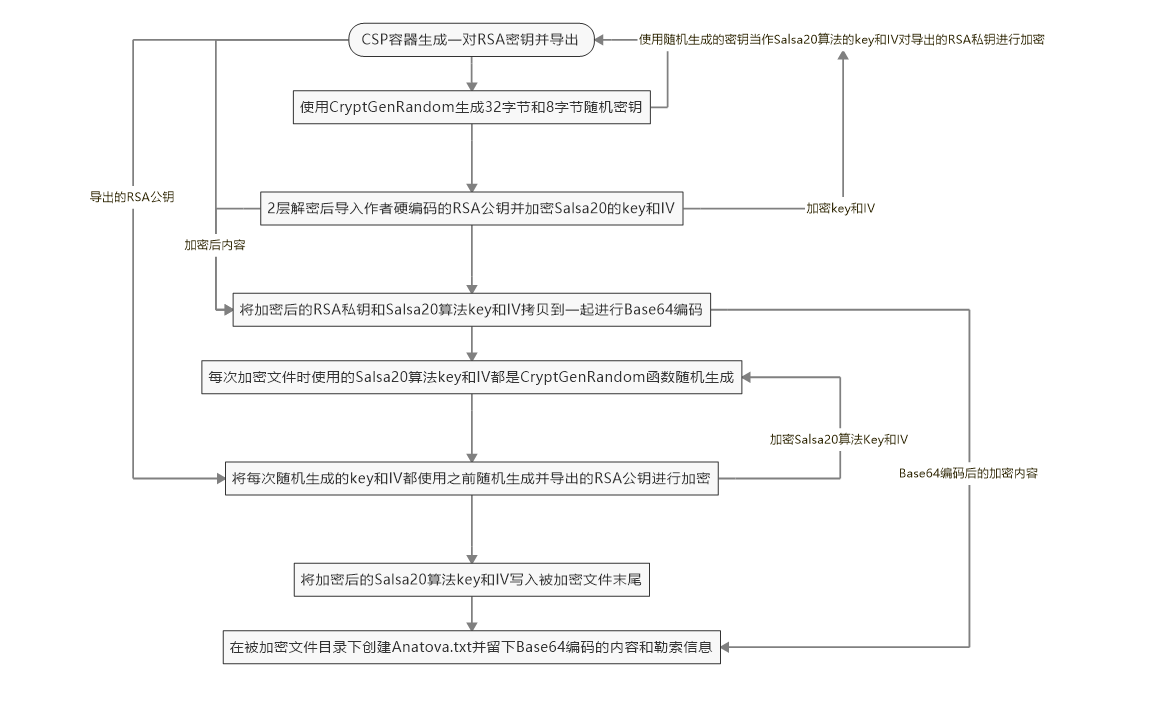 CSP容器生成一对RSA密钥并导出
使用随机生成的密钥当作Salsa20算法的key和IV对导出的RSA私钥进行加密
使用CryptGenRandom生成32字节和8字节随机密钥
导出的RSA公钥
2层解密后导入作者硬编码的RSA公钥并加密Salsa20的key和IV
加密key和IV
加密后内容
将加密后的RSA私钥和Salsa20算法key和IV拷贝到一起进行Base64编码
每次加密文件时使用的Salsa20算法key和IV都是CryptGenRandom函数随机生成
加密Salsa20算法Key和IV
将每次随机生成的key和IV都使用之前随机生成并导出的RSA公钥进行加密
Base64编码后的加密内容
将加密后的Salsa20算法key和IV写入被加密文件末尾
在被加密文件目录下创建Anatova.txt并留下Base64编码的内容和勒索信息